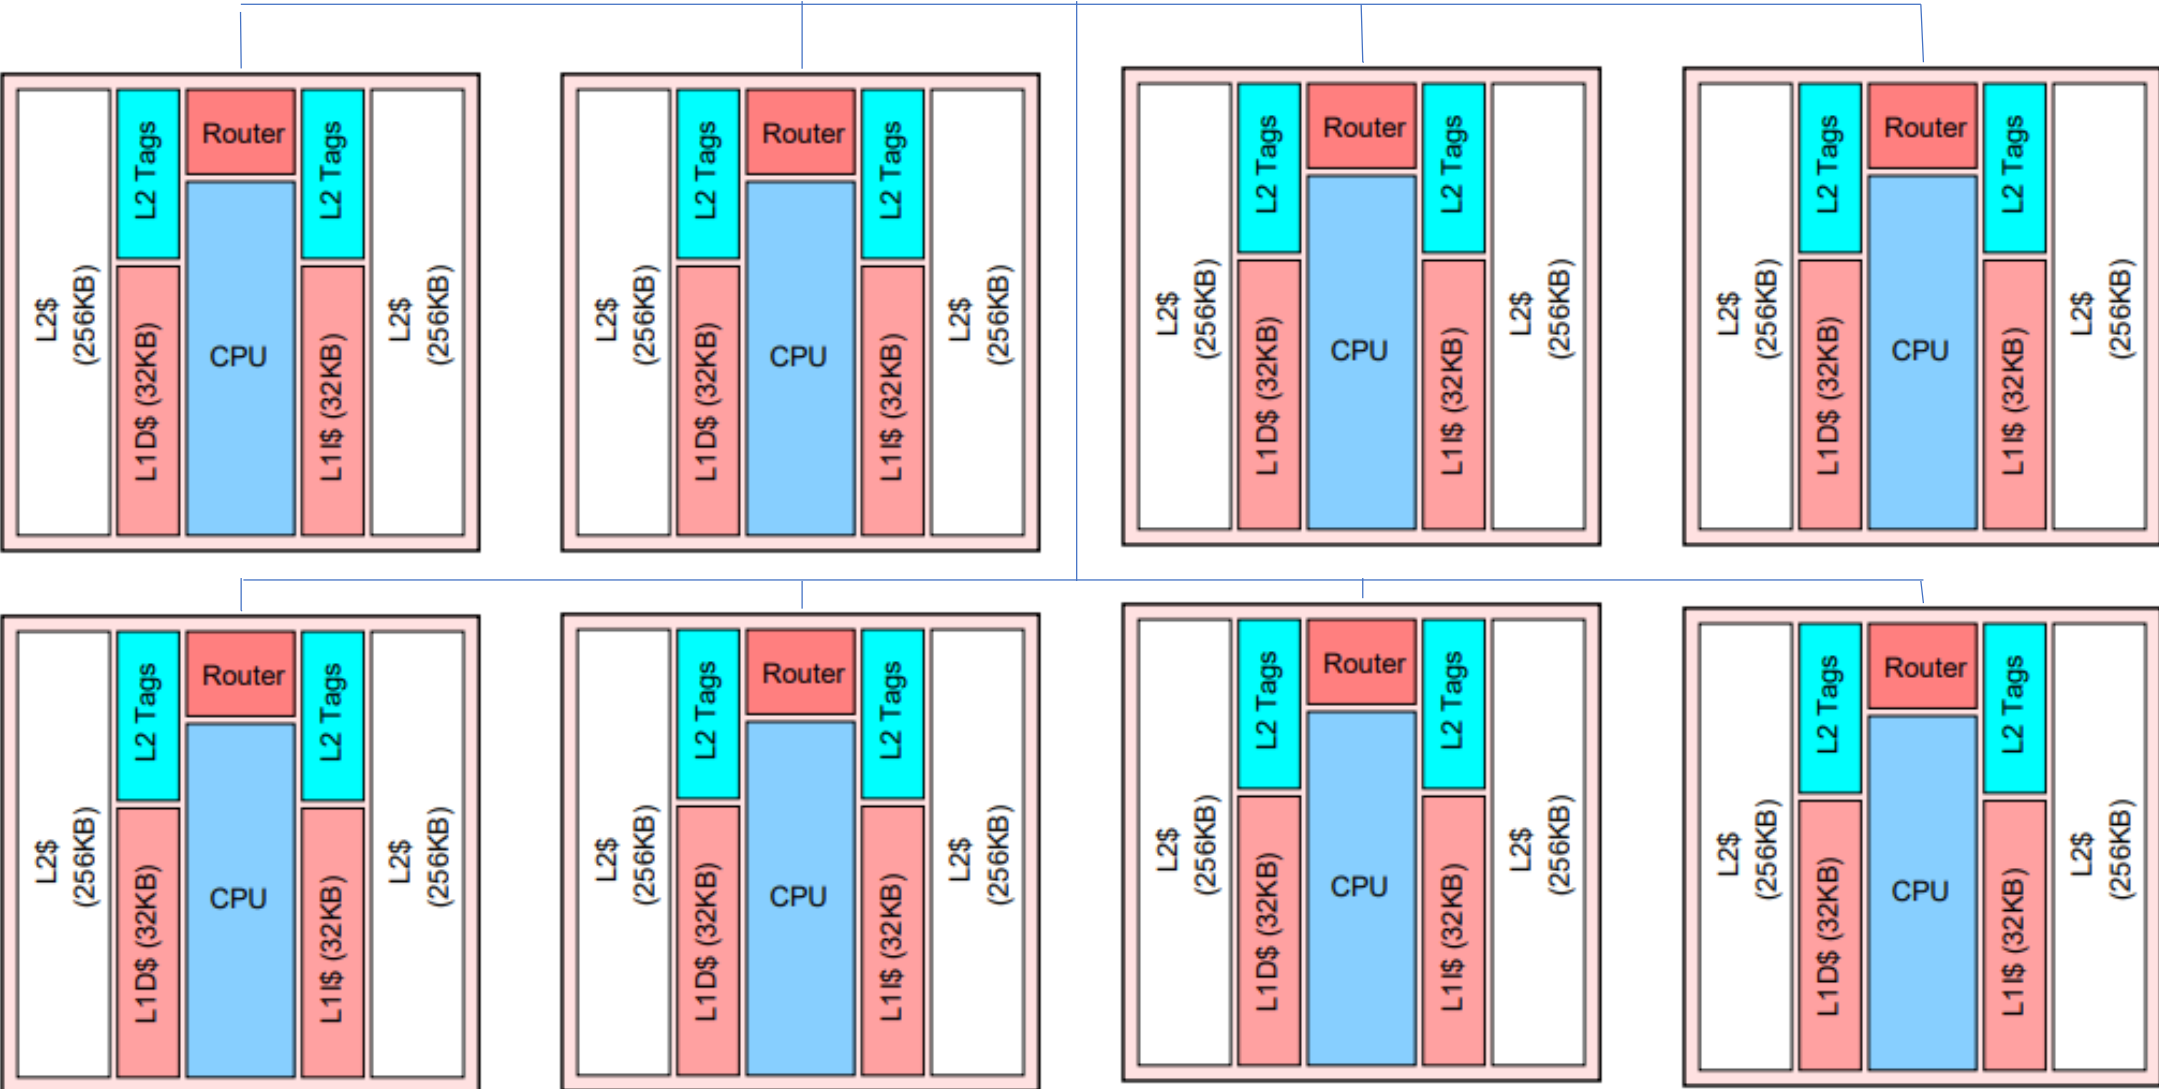 L2$
(256KB)
L2 Tags
L1D$ (32KB)
Router
CPU
L2 Tags
L1I$ (32KB)
L2$
(256KB)
L2$
(256KB)
L2 Tags
L1D$ (32KB)
Router
CPU
L2 Tags
L1I$ (32KB)
L2$
(256KB)
L2$
(256KB)
L2 Tags
L1D$ (32KB)
Router
CPU
L2 Tags
L1I$ (32KB)
L2$
(256KB)
L2$
(256KB)
L2 Tags
L1D$ (32KB)
Router
CPU
L2 Tags
L1I$ (32KB)
L2$
(256KB)
L2$
(256KB)
L2 Tags
L1D$ (32KB)
Router
CPU
L2 Tags
L1I$ (32KB)
L2$
(256KB)
L2$
(256KB)
L2 Tags
L1D$ (32KB)
Router
CPU
L2 Tags
L1I$ (32KB)
L2$
(256KB)
L2$
(256KB)
L2 Tags
L1D$ (32KB)
Router
CPU
L2 Tags
L1I$ (32KB)
L2$
(256KB)
L2$
(256KB)
L2 Tags
L1D$ (32KB)
Router
CPU
L2 Tags
L1I$ (32KB)
L2$
(256KB)